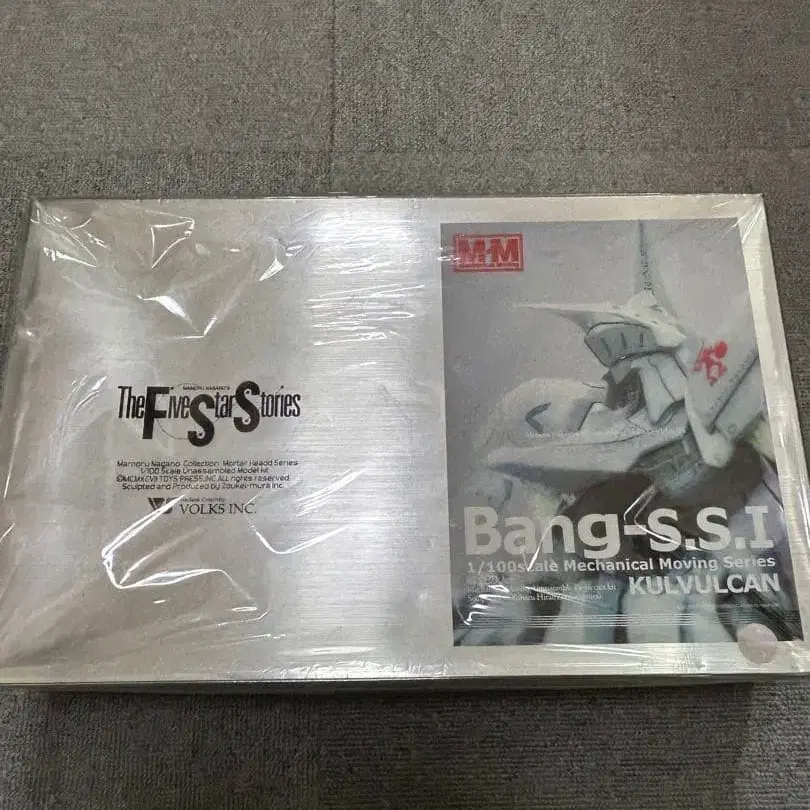 MAMORU NAGANO'S
The Five Star Stories
Mamoru Nagano Collection Mortar Headd Series
1/100 Scale Unassembled Model kit
©MCMXCVII TOYS PRESS.INC.ALL rights reserved.
Sculpted and Produced by Zoukei-mura Inc.
VOLKS INC.
M·M
Bang-S.S.I
1/100scale Mechanical Moving Series
KULVULCAN